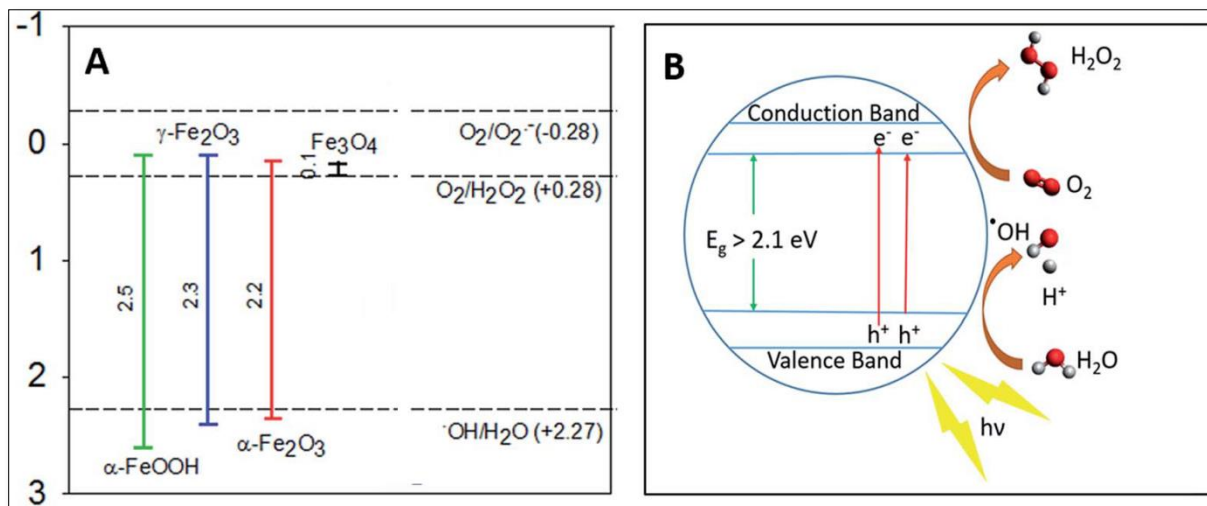 -1
0
1
2
3
A
γ-Fe₂O₃
Fe₃O₄
0.1
O₂/O₂·⁻(-0.28)
O₂/H₂O₂ (+0.28)
2.5
2.3
2.2
·OH/H₂O (+2.27)
α-Fe₂O₃
α-FeOOH
B
Conduction Band
e⁻ e⁻
E_g > 2.1 eV
h⁺ h⁺
Valence Band
H₂O₂
O₂
•OH
H⁺
H₂O
hν